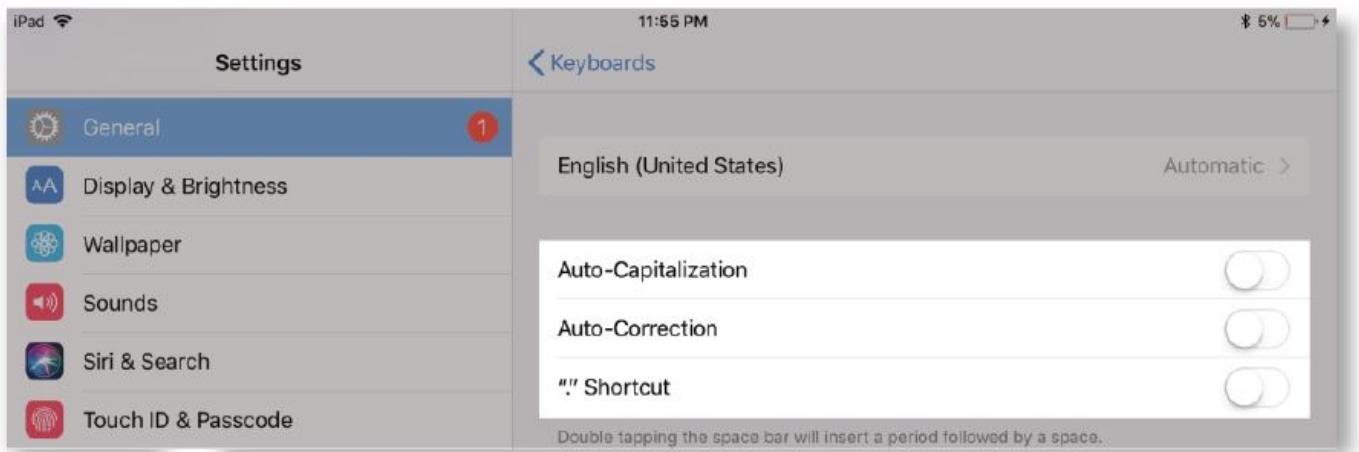 iPad 11:55 PM 5%
Settings
General 1
Display & Brightness
Wallpaper
Sounds
Siri & Search
Touch ID & Passcode
Keyboards
English (United States) Automatic
Auto-Capitalization
Auto-Correction
“.” Shortcut
Double tapping the space bar will insert a period followed by a space.